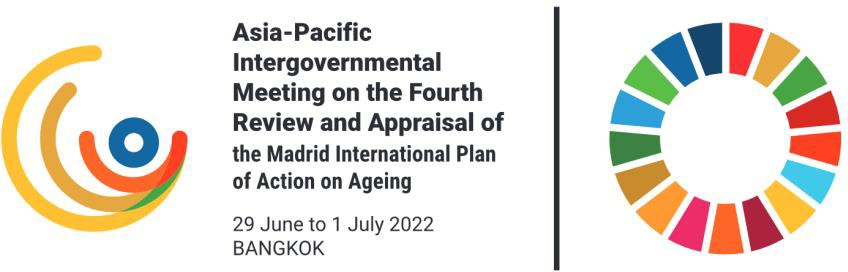 Asia-Pacific
Intergovernmental
Meeting on the Fourth
Review and Appraisal of
the Madrid International Plan
of Action on Ageing
29 June to 1 July 2022
BANGKOK